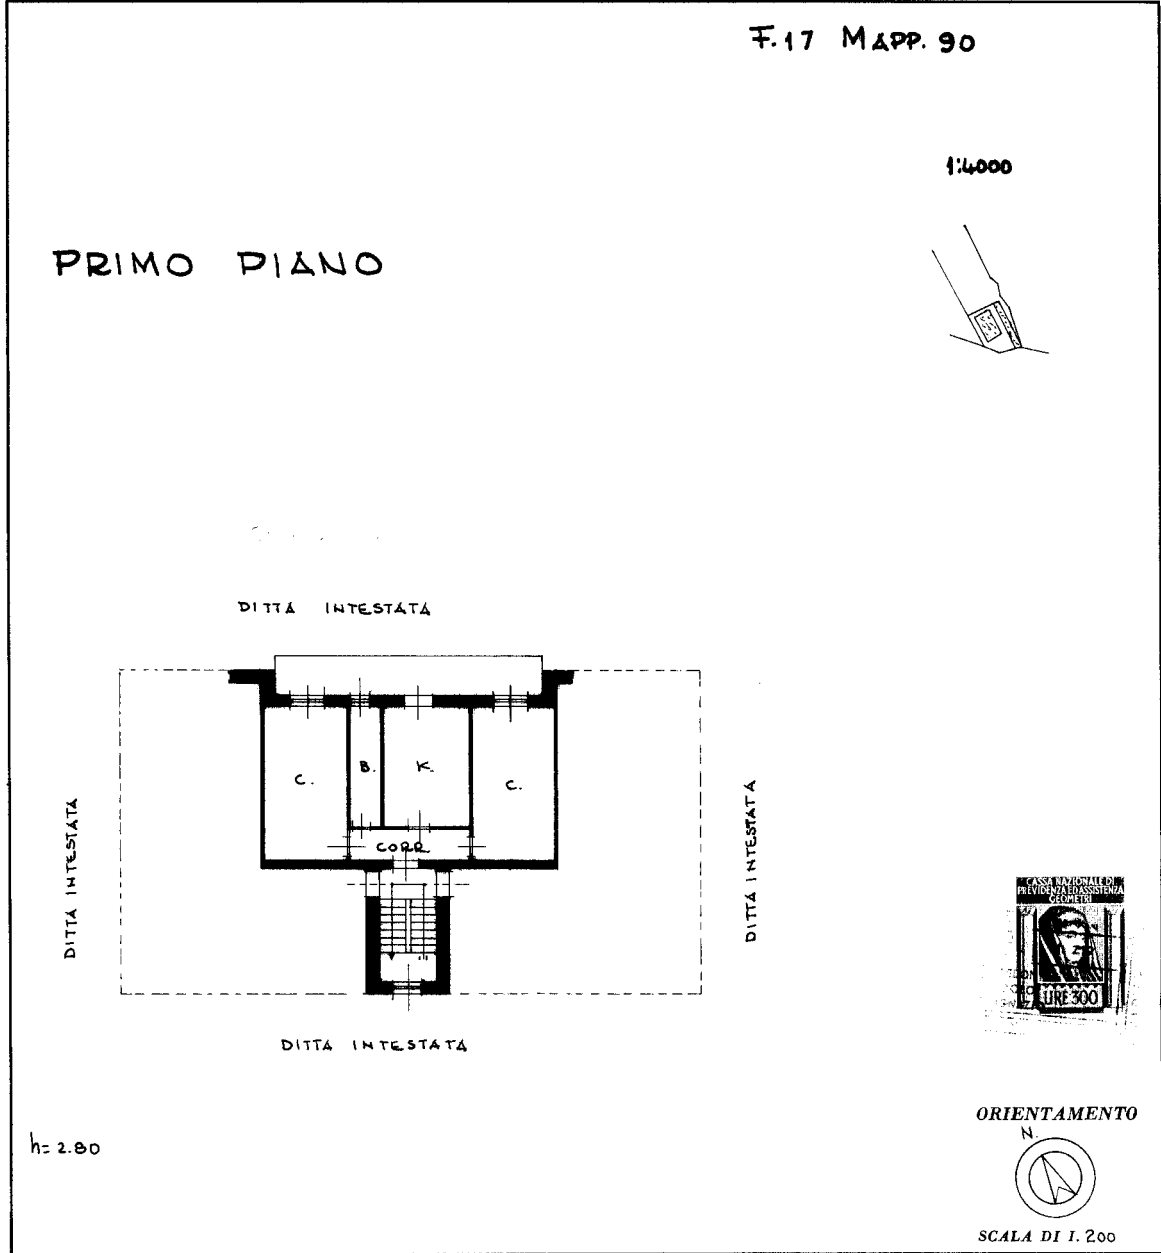 F. 17 MAPP. 90
1:4000
PRIMO PIANO
DITTA INTESTATA
C.
B.
K.
C.
CORR.
DITTA INTESTATA
DITTA INTESTATA
DITTA INTESTATA
CASSA NAZIONALE DI
PREVIDENZA ED ASSISTENZA
GEOMETRI
LIRE 300
h= 2.80
ORIENTAMENTO
N.
SCALA DI 1. 200